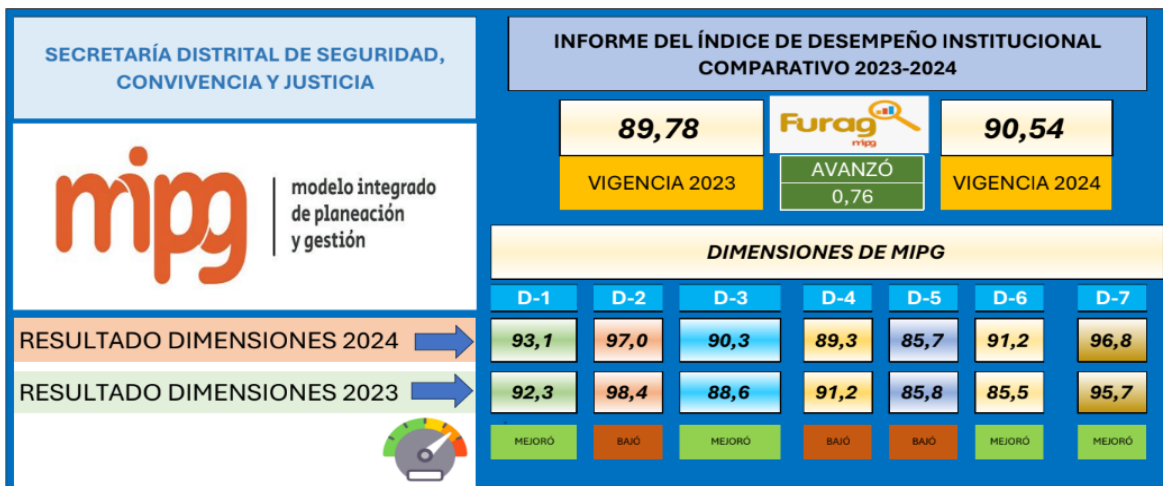 SECRETARÍA DISTRITAL DE SEGURIDAD,
CONVIVENCIA Y JUSTICIA
INFORME DEL ÍNDICE DE DESEMPEÑO INSTITUCIONAL
COMPARATIVO 2023-2024
89,78
Furag
mipg
90,54
VIGENCIA 2023
AVANZÓ
0,76
VIGENCIA 2024
mipg
modelo integrado
de planeación
y gestión
DIMENSIONES DE MIPG
D-1 D-2 D-3 D-4 D-5 D-6 D-7
RESULTADO DIMENSIONES 2024 93,1 97,0 90,3 89,3 85,7 91,2 96,8
RESULTADO DIMENSIONES 2023 92,3 98,4 88,6 91,2 85,8 85,5 95,7
MEJORÓ BAJÓ MEJORÓ BAJÓ BAJÓ MEJORÓ MEJORÓ